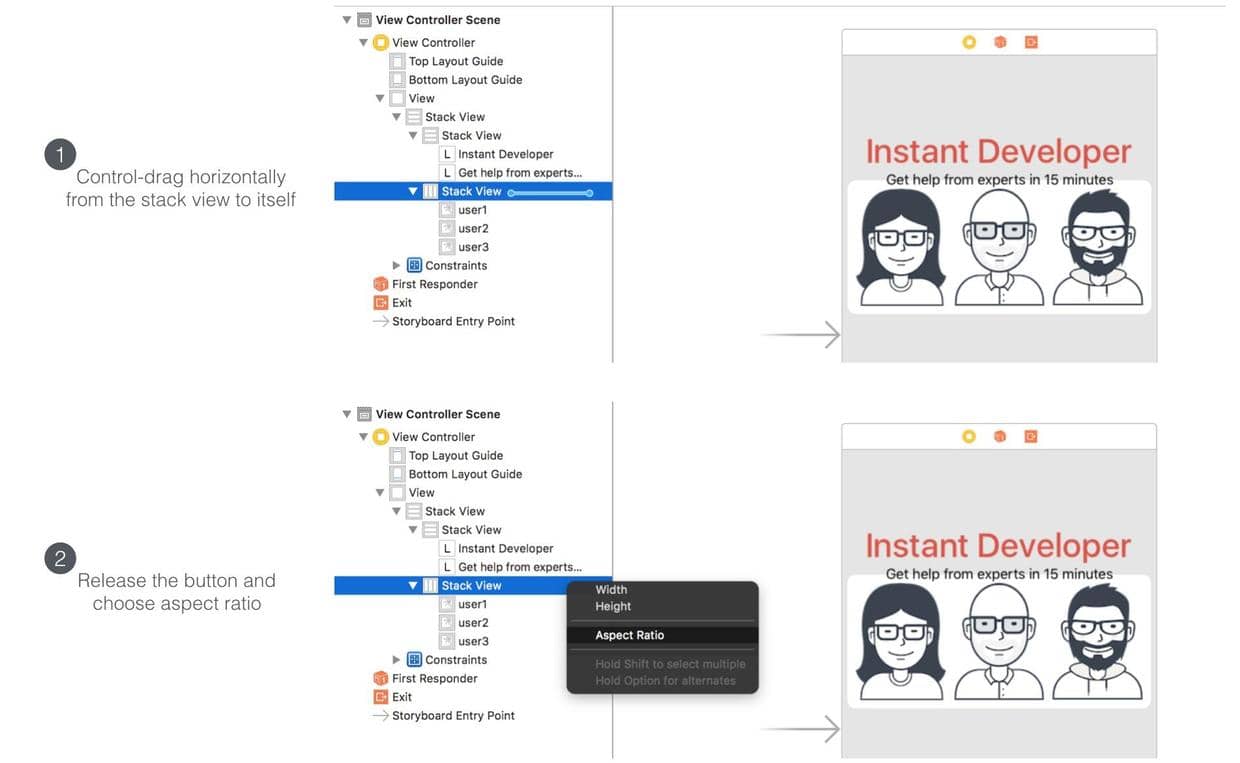 View Controller Scene
View Controller
Top Layout Guide
Bottom Layout Guide
View
Stack View
Stack View
L Instant Developer
L Get help from experts...
Stack View
user1
user2
user3
Constraints
First Responder
Exit
Storyboard Entry Point
1
Control-drag horizontally
from the stack view to itself
Instant Developer
Get help from experts in 15 minutes
View Controller Scene
View Controller
Top Layout Guide
Bottom Layout Guide
View
Stack View
Stack View
L Instant Developer
L Get help from experts...
Stack View
user1
user2
user3
Constraints
First Responder
Exit
Storyboard Entry Point
2
Release the button and
choose aspect ratio
Width
Height
Aspect Ratio
Hold Shift to select multiple
Hold Option for alternates
Instant Developer
Get help from experts in 15 minutes